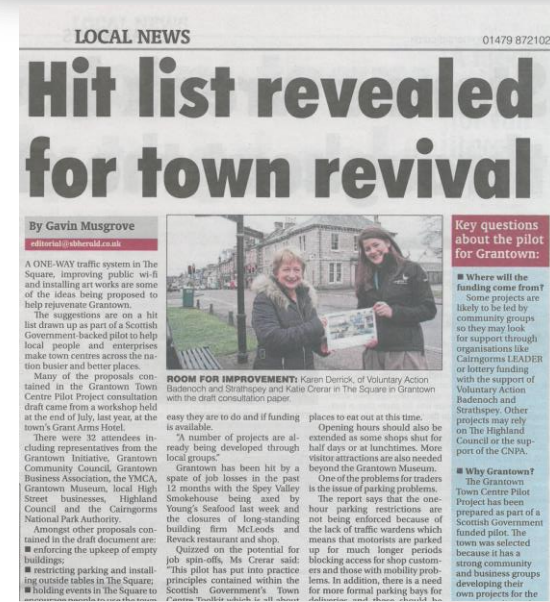 LOCAL NEWS
01479 872102
Hit list revealed
for town revival
By Gavin Musgrove
editorial@sbherald.co.uk
A ONE-WAY traffic system in The
Square, improving public wi-fi
and installing art works are some
of the ideas being proposed to
help rejuvenate Grantown.
The suggestions are on a hit
list drawn up as part of a Scottish
Government-backed pilot to help
local people and enterprises
make town centres across the na-
tion busier and better places.
Many of the proposals con-
tained in the Grantown Town
Centre Pilot Project consultation
draft came from a workshop held
at the end of July, last year, at the
town's Grant Arms Hotel.
There were 32 attendees in-
cluding representatives from the
Grantown Initiative, Grantown
Community Council, Grantown
Business Association, the YMCA,
Grantown Museum, local High
Street businesses, Highland
Council and the Cairngorms
National Park Authority.
Amongst other proposals con-
tained in the draft document are:
■ enforcing the upkeep of empty
buildings;
■ restricting parking and install-
ing outside tables in The Square;
■ holding events in The Square to
encourage people to use the town
ROOM FOR IMPROVEMENT: Karen Derrick, of Voluntary Action
Badenoch and Strathspey and Katie Crerar in The Square in Grantown
with the draft consultation paper.
easy they are to do and if funding
is available.
"A number of projects are al-
ready being developed through
local groups."
Grantown has been hit by a
spate of job losses in the past
12 months with the Spey Valley
Smokehouse being axed by
Young's Seafood last week and
the closures of long-standing
building firm McLeods and
Revack restaurant and shop.
Quizzed on the potential for
job spin-offs, Ms Crerar said:
"This pilot has put into practice
principles contained within the
Scottish Government's Town
Centre Toolkit which is all about
places to eat out at this time.
Opening hours should also be
extended as some shops shut for
half days or at lunchtimes. More
visitor attractions are also needed
beyond the Grantown Museum.
One of the problems for traders
is the issue of parking problems.
The report says that the one-
hour parking restrictions are
not being enforced because of
the lack of traffic wardens which
means that motorists are parked
up for much longer periods
blocking access for shop custom-
ers and those with mobility prob-
lems. In addition, there is a need
for more formal parking bays for
deliveries and these should be
Key questions
about the pilot
for Grantown:
■ Where will the
funding come from?
Some projects are
likely to be led by
community groups
so they may look
for support through
organisations like
Cairngorms LEADER
or lottery funding
with the support of
Voluntary Action
Badenoch and
Strathspey. Other
projects may rely
on The Highland
Council or the sup-
port of the CNPA.
■ Why Grantown?
The Grantown
Town Centre Pilot
Project has been
prepared as part of a
Scottish Government
funded pilot. The
town was selected
because it has a
strong community
and business groups
developing their
own projects for the